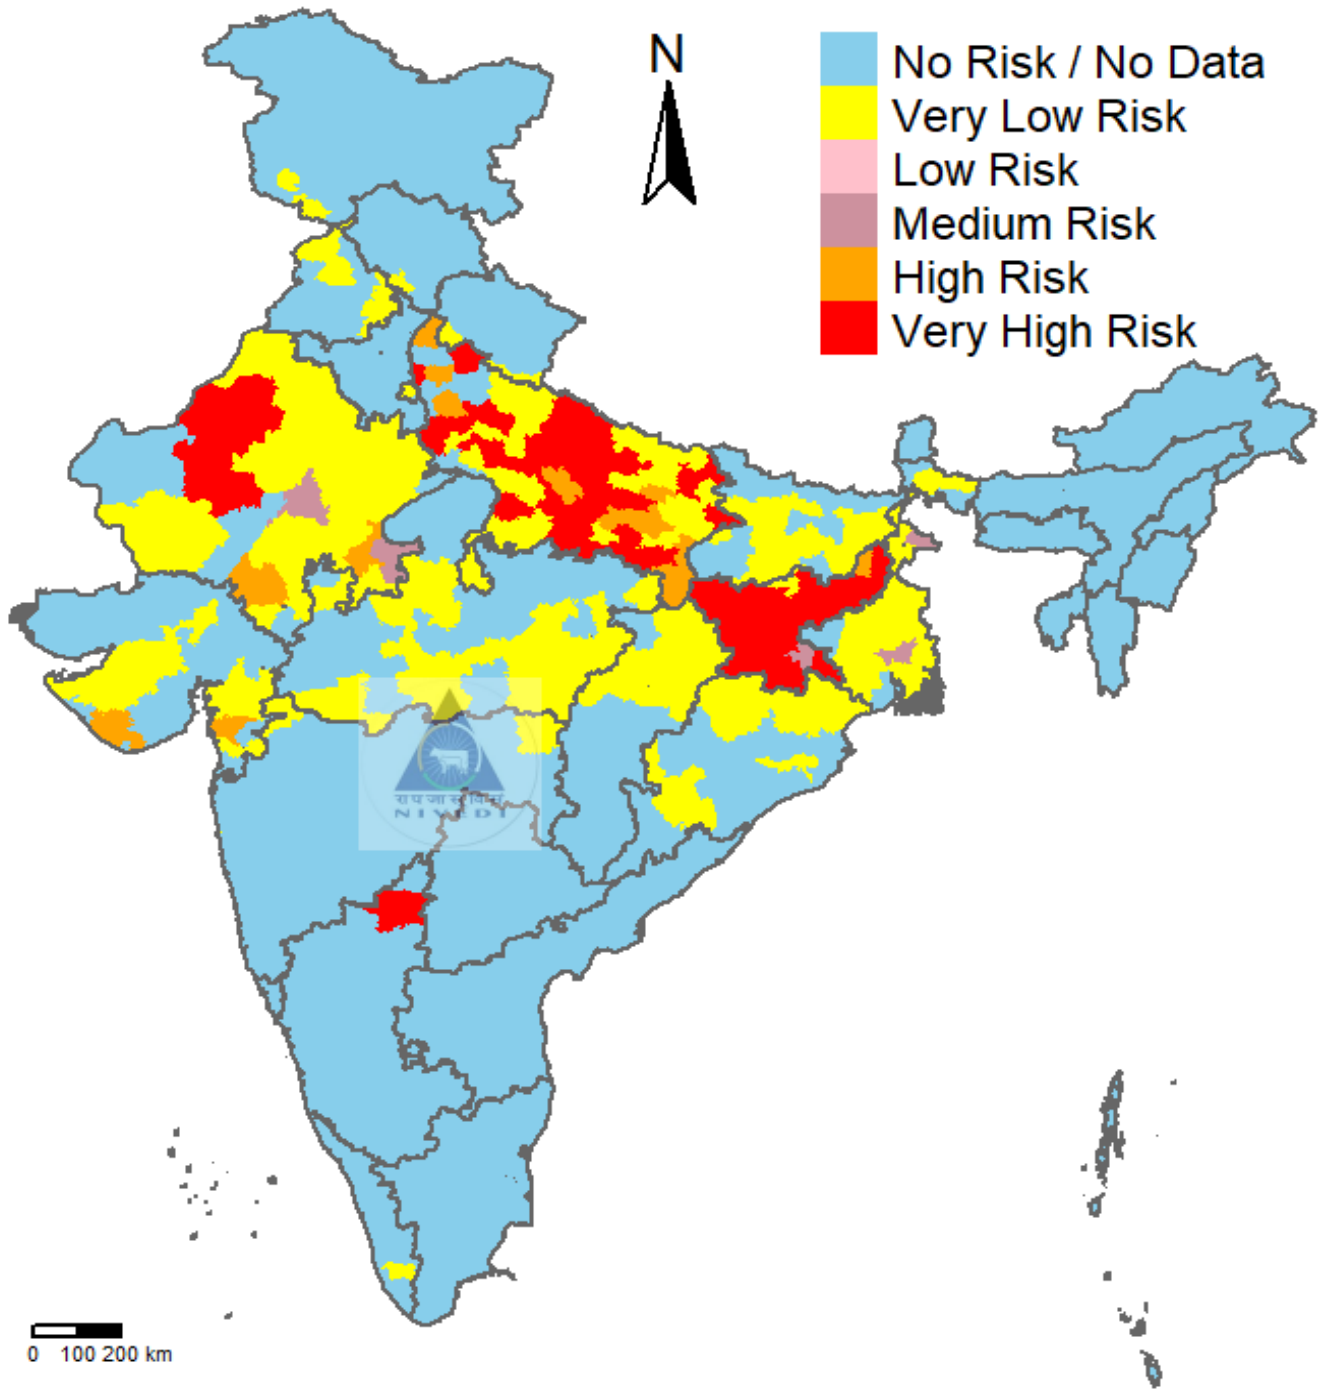 N
No Risk / No Data
Very Low Risk
Low Risk
Medium Risk
High Risk
Very High Risk
NIVEDI
0 100 200 km